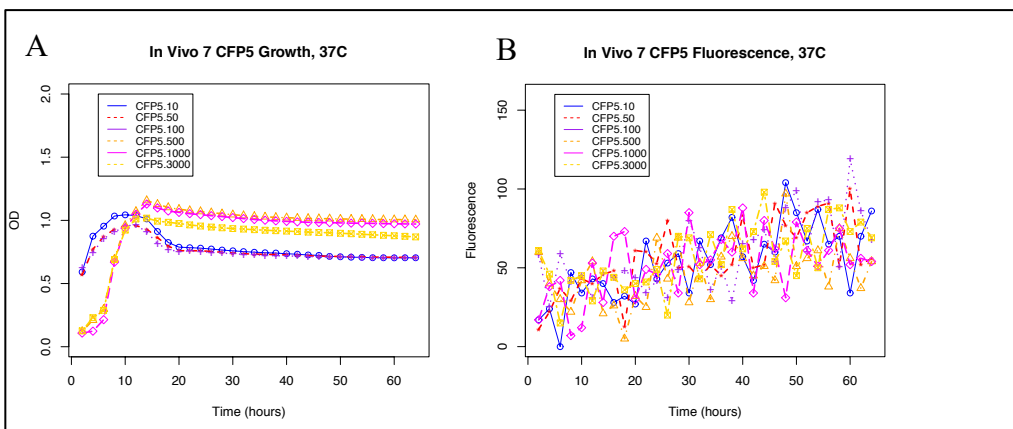 A
In Vivo 7 CFP5 Growth, 37C
OD
2.0
1.5
1.0
0.5
0.0
CFP5.10
CFP5.50
CFP5.100
CFP5.500
CFP5.1000
CFP5.3000
0 10 20 30 40 50 60
Time (hours)
B
In Vivo 7 CFP5 Fluorescence, 37C
Fluorescence
150
100
50
0
CFP5.10
CFP5.50
CFP5.100
CFP5.500
CFP5.1000
CFP5.3000
0 10 20 30 40 50 60
Time (hours)